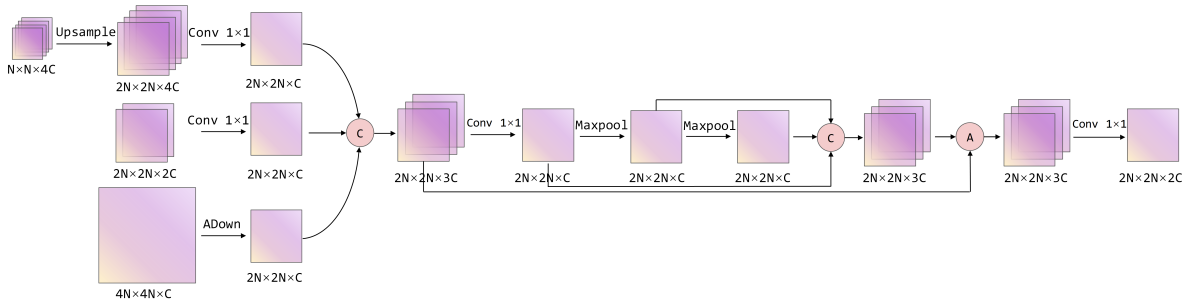 Upsample
N×N×4C
2N×2N×4C
Conv 1×1
2N×2N×C
2N×2N×2C
Conv 1×1
2N×2N×C
4N×4N×C
ADown
2N×2N×C
C
2N×2N×3C
Conv 1×1
2N×2N×C
Maxpool
2N×2N×C
Maxpool
2N×2N×C
C
2N×2N×3C
A
2N×2N×3C
Conv 1×1
2N×2N×2C